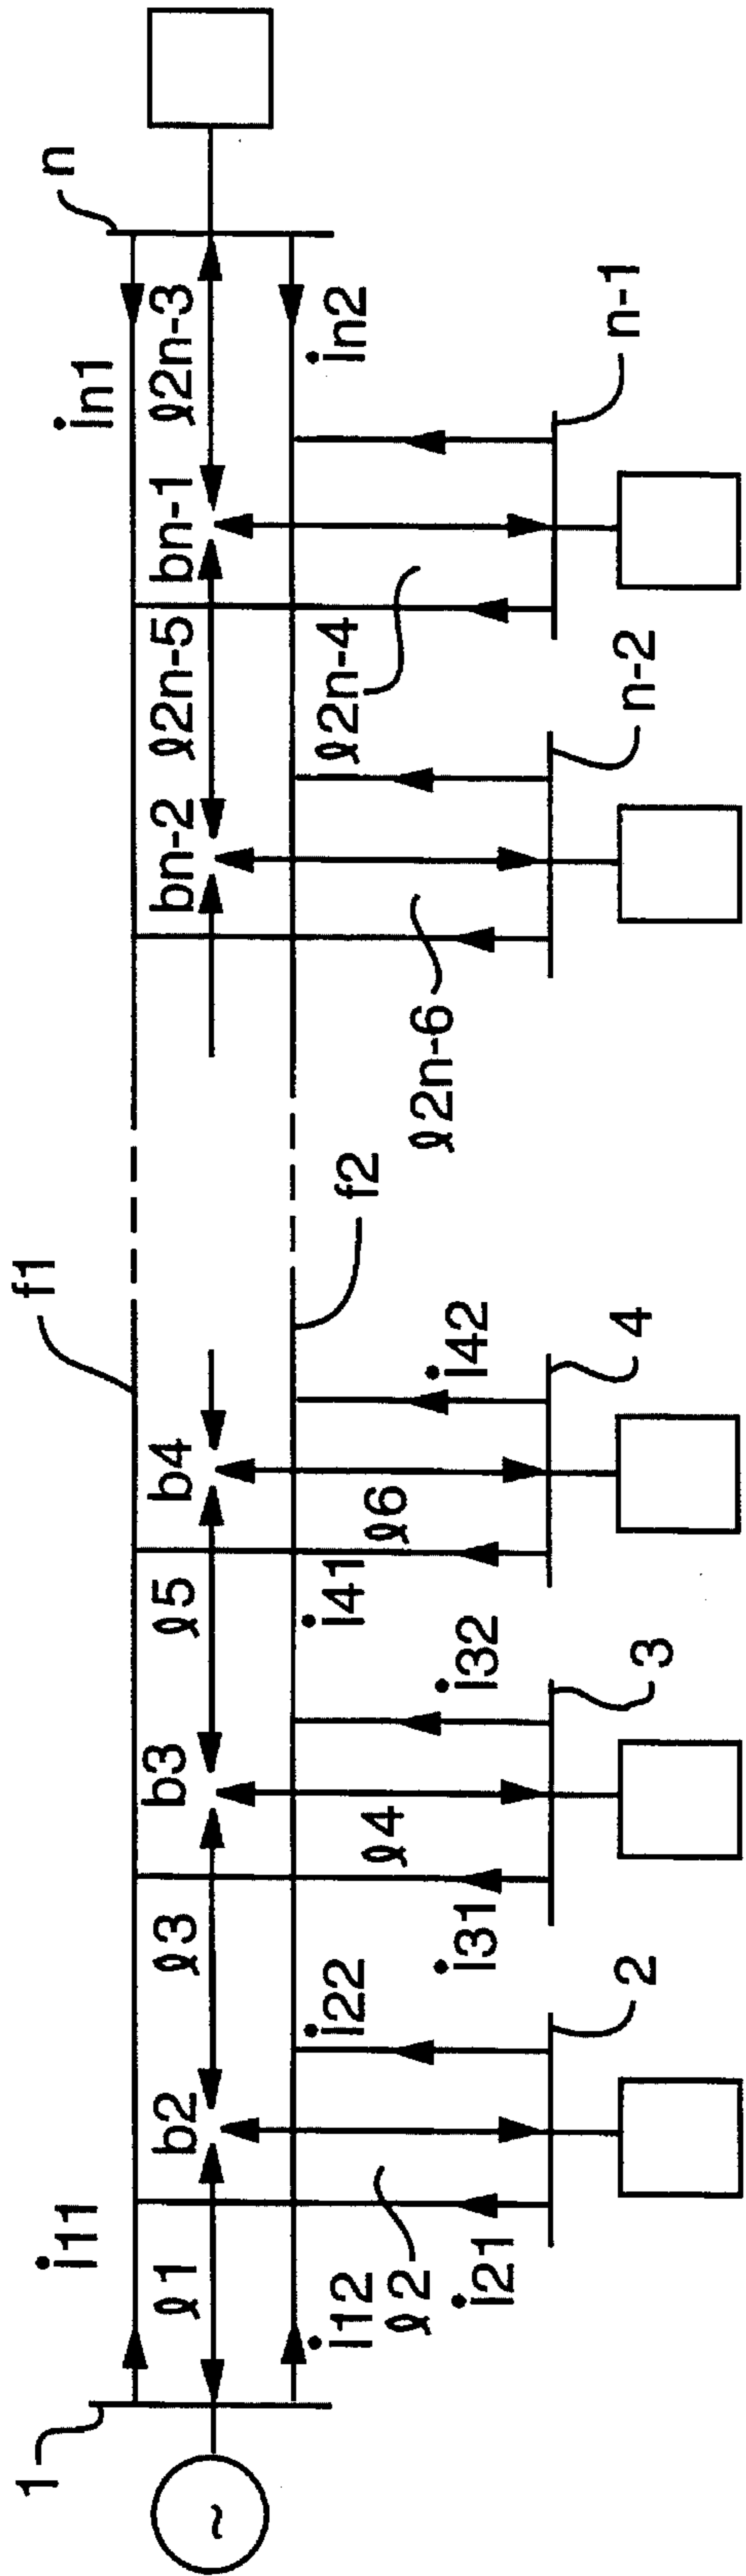 1
i11
f1
in1
n
~
ℓ1
b2
ℓ3
b3
ℓ5
b4
bn-2
ℓ2n-5
bn-1
ℓ2n-3
i12
i22
i41
f2
in2
ℓ2
ℓ4
ℓ6
ℓ2n-6
ℓ2n-4
i21
i31
i32
i42
2
3
4
n-2
n-1